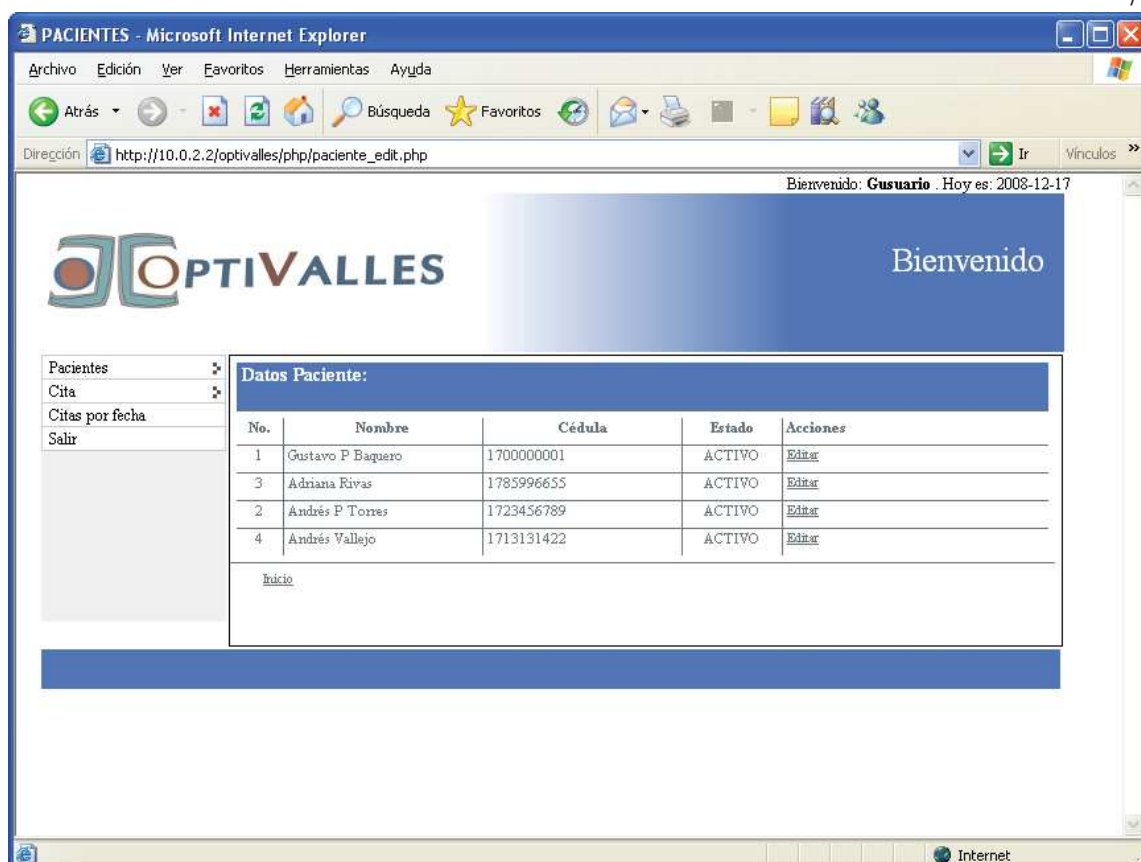 PACIENTES - Microsoft Internet Explorer
Archivo Edición Ver Favoritos Herramientas Ayuda
Atrás Búsqueda Favoritos
Dirección http://10.0.2.2/optivalles/php/paciente_edit.php Ir Vínculos »
Bienvenido: Gusuario . Hoy es: 2008-12-17
OPTIVALLES
Bienvenido
Pacientes
Cita
Citas por fecha
Salir
Datos Paciente:
No. Nombre Cédula Estado Acciones
1 Gustavo P Baquero 1700000001 ACTIVO Editar
3 Adriana Rivas 1785996655 ACTIVO Editar
2 Andrés P Torres 1723456789 ACTIVO Editar
4 Andrés Vallejo 1713131422 ACTIVO Editar
Inicio
Internet